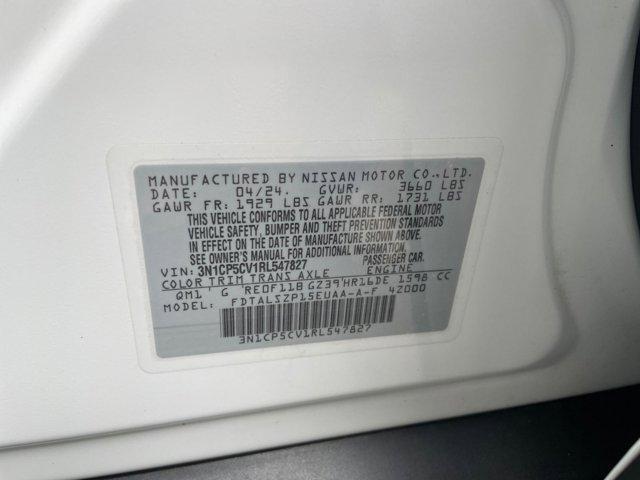 MANUFACTURED BY NISSAN MOTOR CO.,LTD.
DATE: 04/24. GVWR: 3660 LBS
GAWR FR: 1929 LBS GAWR RR: 1731 LBS
THIS VEHICLE CONFORMS TO ALL APPLICABLE FEDERAL MOTOR
VEHICLE SAFETY, BUMPER AND THEFT PREVENTION STANDARDS
IN EFFECT ON THE DATE OF MANUFACTURE SHOWN ABOVE.
SEE OWNER'S MANUAL FOR ADDITIONAL INFORMATION.
VIN: 3N1CP5CV1RL547827 PASSENGER CAR
COLOR TRIM TRANS AXLE ENGINE
QM1 G RE0F11B GZ39 HR16DE 1598 CC
MODEL: FDTALSZP15EUAA-A-F 42000
3N1CP5CV1RL547827